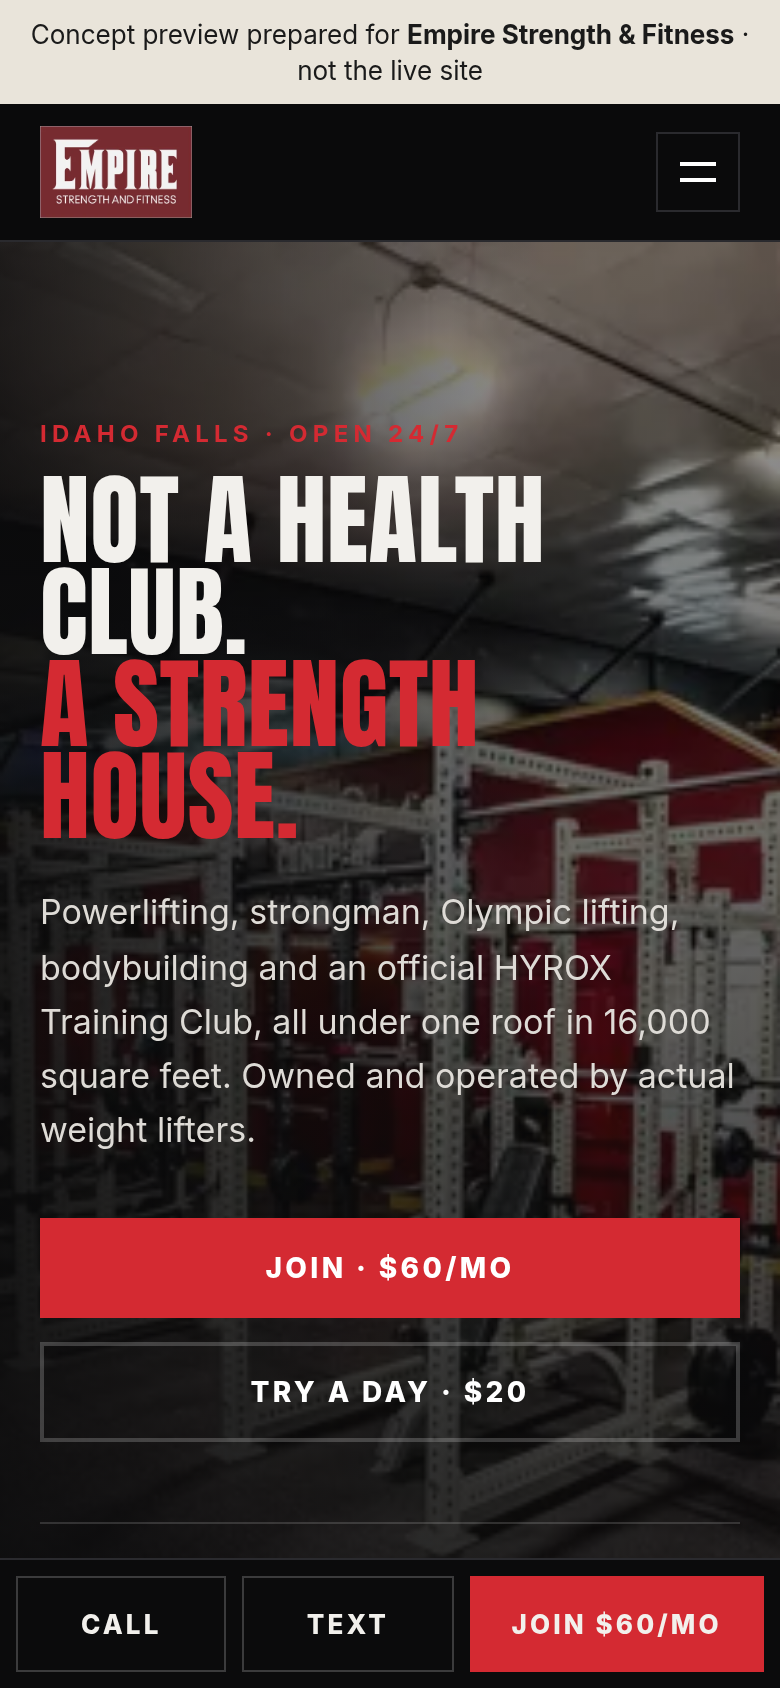 Concept preview prepared for Empire Strength & Fitness ·
not the live site
EMPIRE
STRENGTH AND FITNESS
IDAHO FALLS · OPEN 24/7
NOT A HEALTH
CLUB.
A STRENGTH
HOUSE.
Powerlifting, strongman, Olympic lifting,
bodybuilding and an official HYROX
Training Club, all under one roof in 16,000
square feet. Owned and operated by actual
weight lifters.
JOIN · $60/MO
TRY A DAY · $20
CALL
TEXT
JOIN $60/MO